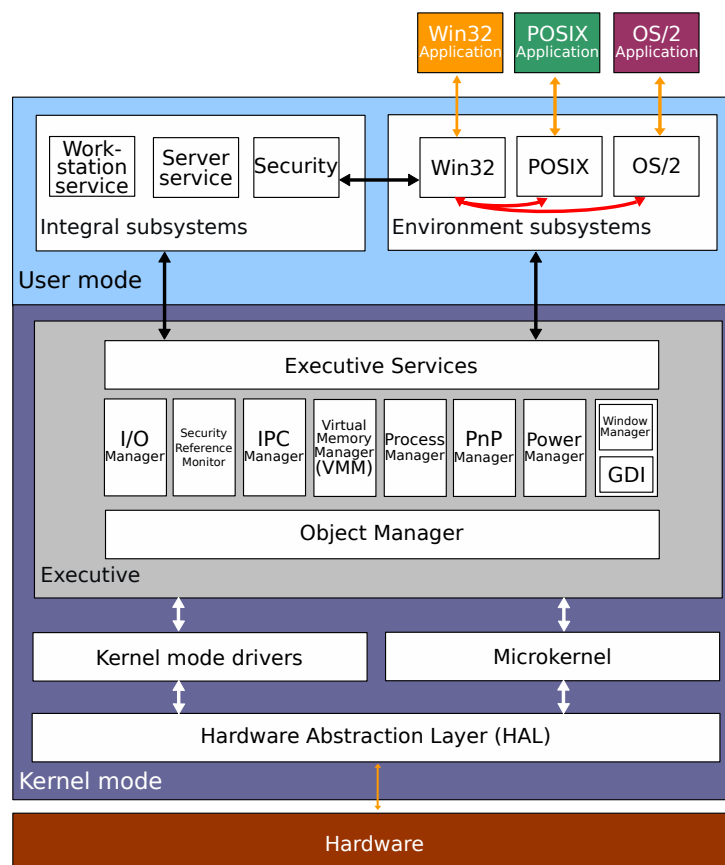 Win32
Application
POSIX
Application
OS/2
Application
Work-
station
service
Server
service
Security
Integral subsystems
Win32
POSIX
OS/2
Environment subsystems
User mode
Executive Services
I/O
Manager
Security
Reference
Monitor
IPC
Manager
Virtual
Memory
Manager
(VMM)
Process
Manager
PnP
Manager
Power
Manager
Window
Manager
GDI
Object Manager
Executive
Kernel mode drivers
Microkernel
Hardware Abstraction Layer (HAL)
Kernel mode
Hardware